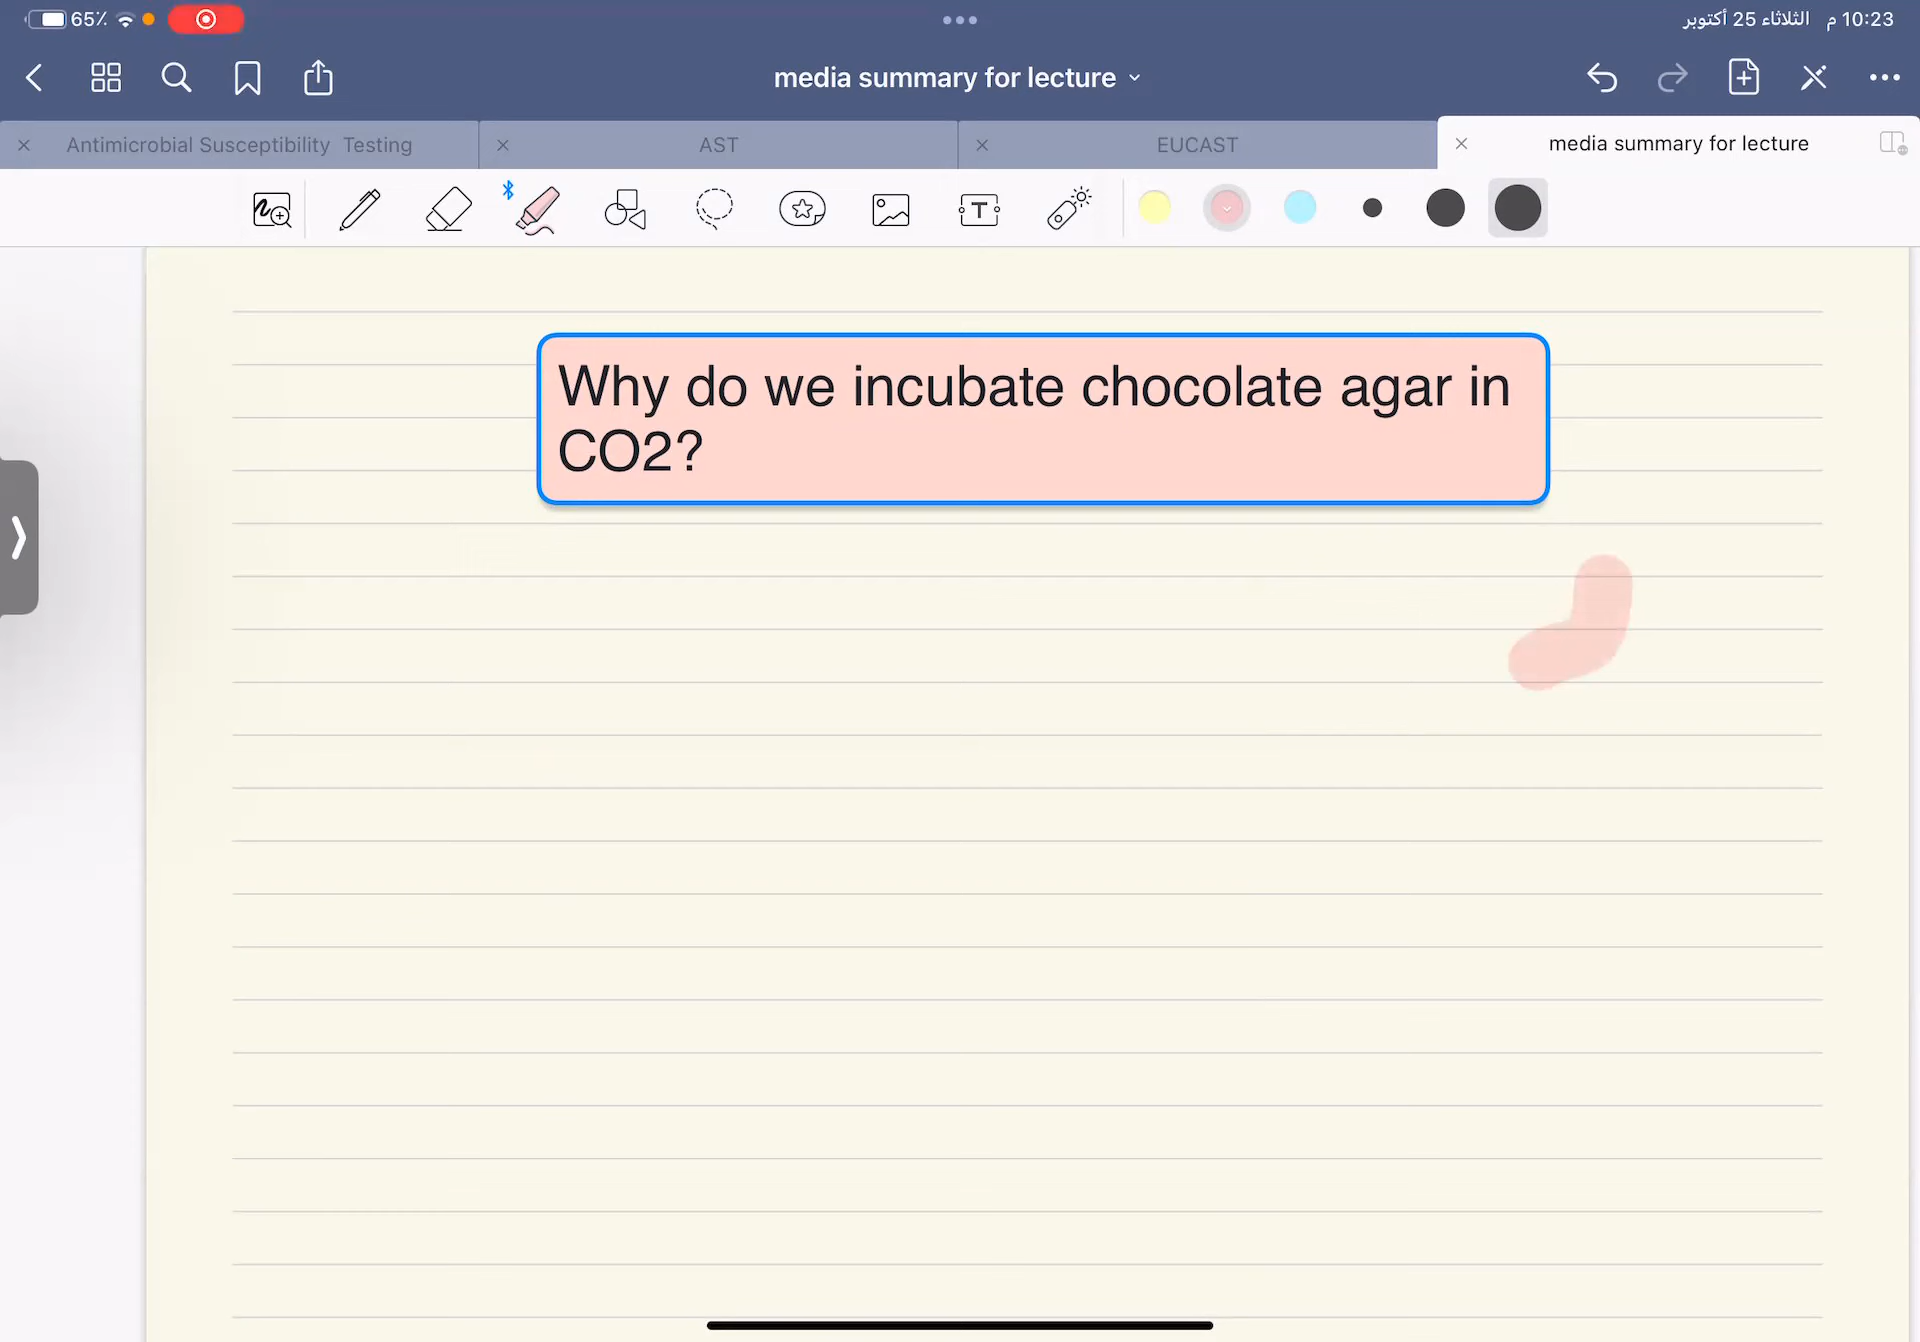 65٪
الثلاثاء 25 أكتوبر 10:23 م
media summary for lecture
Antimicrobial Susceptibility Testing
AST
EUCAST
media summary for lecture
T
Why do we incubate chocolate agar in
CO2?